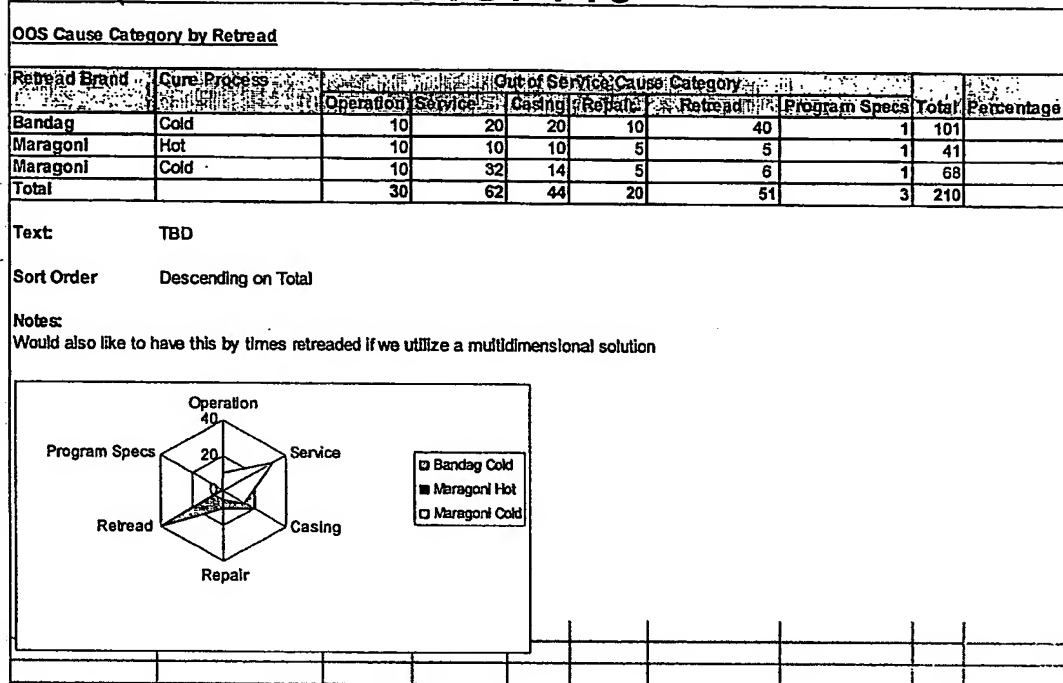 OOS Cause Category by Retread
Retread Brand Cure Process Out of Service Cause Category
Operation Service Casing Repair Retread Program Specs Total Percentage
Bandag Cold 10 20 20 10 40 1 101
Maragoni Hot 10 10 10 5 5 1 41
Maragoni Cold 10 32 14 5 6 1 68
Total 30 62 44 20 51 3 210
Text: TBD
Sort Order Descending on Total
Notes:
Would also like to have this by times retreaded if we utilize a multidimensional solution
Operation
40
Program Specs 20 Service
0
Bandag Cold
Maragoni Hot
Maragoni Cold
Retread Casing
Repair